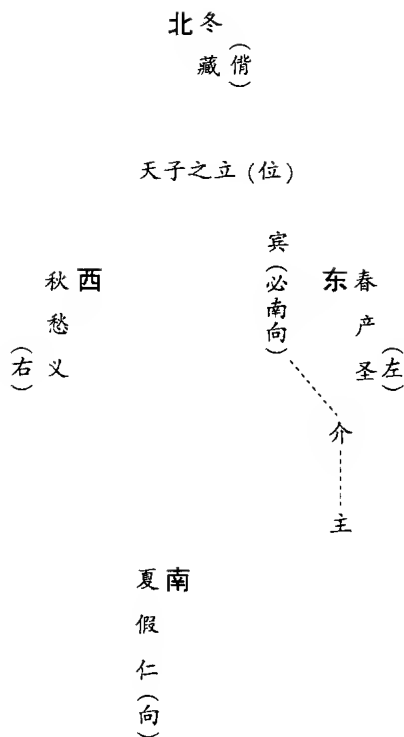 北 冬
藏 (偝)
天子之立 (位)
秋愁义 (右)
西
宾 (必南向)
东
春产圣 (左)
介
主
夏假仁 (向)
南